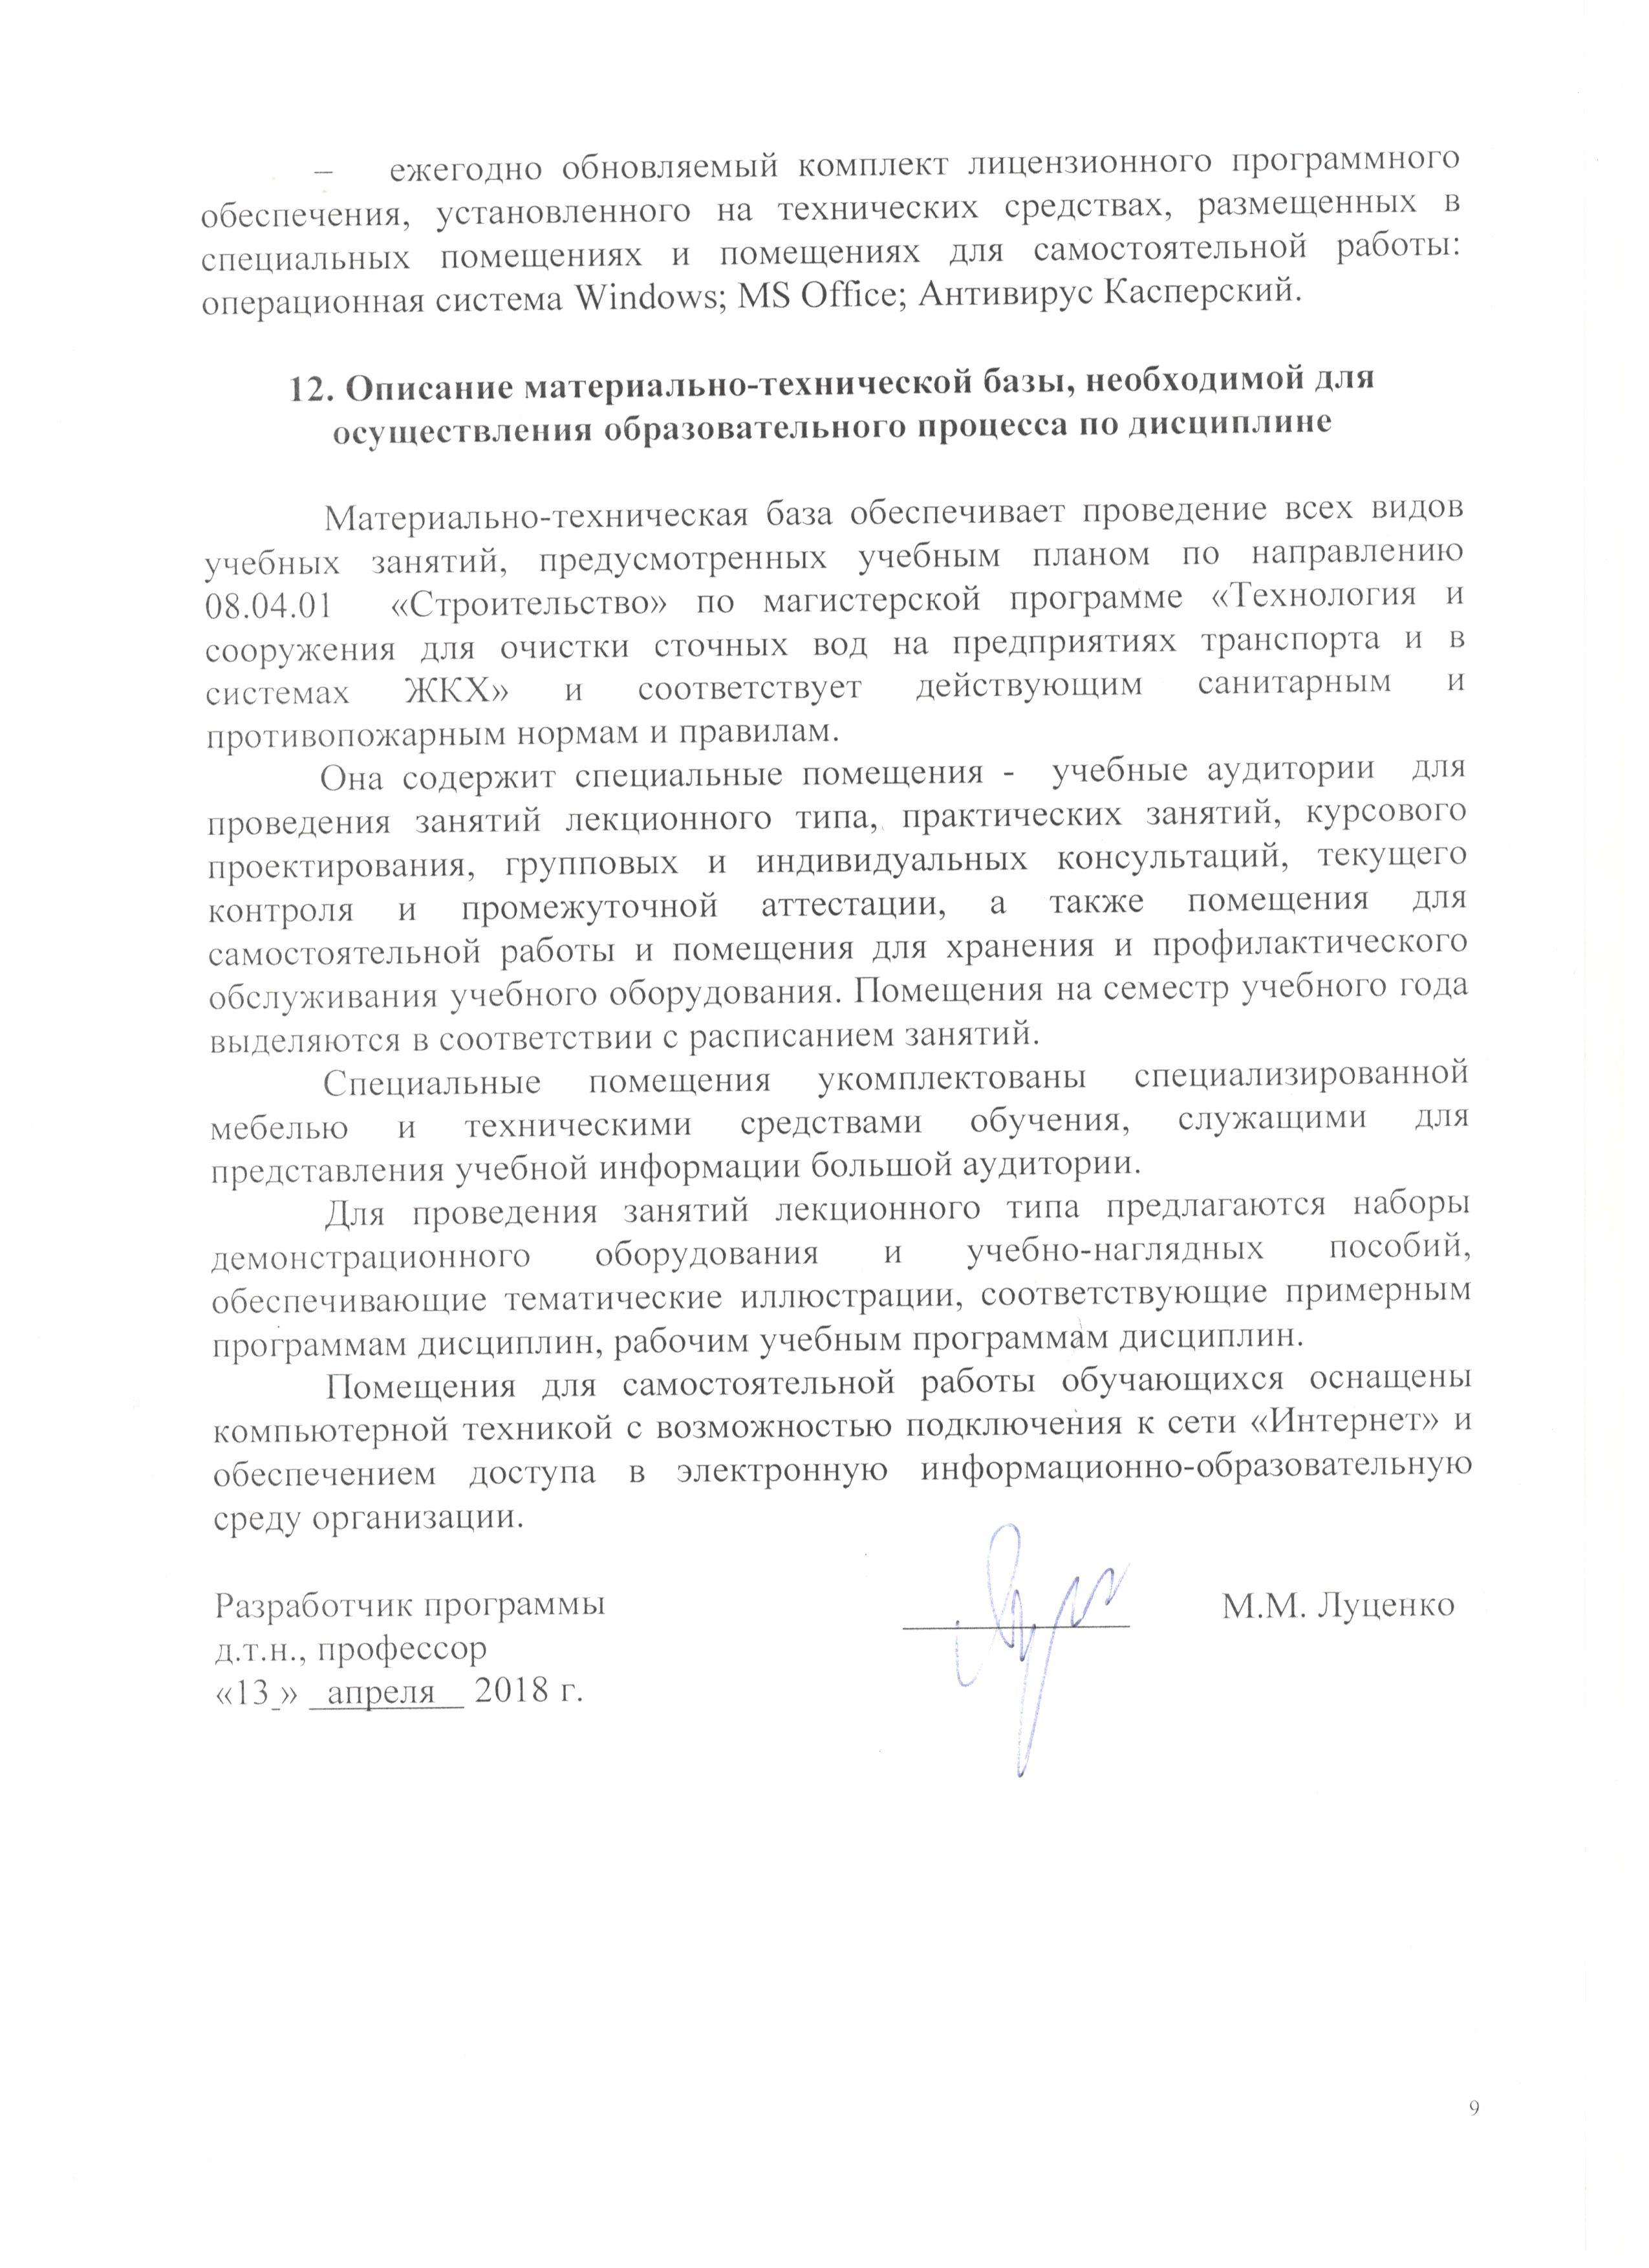 – ежегодно обновляемый комплект лицензионного программного
обеспечения, установленного на технических средствах, размещенных в
специальных помещениях и помещениях для самостоятельной работы:
операционная система Windows; MS Office; Антивирус Касперский.
12. Описание материально-технической базы, необходимой для
осуществления образовательного процесса по дисциплине
Материально-техническая база обеспечивает проведение всех видов
учебных занятий, предусмотренных учебным планом по направлению
08.04.01 «Строительство» по магистерской программе «Технология и
сооружения для очистки сточных вод на предприятиях транспорта и в
системах ЖКХ» и соответствует действующим санитарным и
противопожарным нормам и правилам.
Она содержит специальные помещения - учебные аудитории для
проведения занятий лекционного типа, практических занятий, курсового
проектирования, групповых и индивидуальных консультаций, текущего
контроля и промежуточной аттестации, а также помещения для
самостоятельной работы и помещения для хранения и профилактического
обслуживания учебного оборудования. Помещения на семестр учебного года
выделяются в соответствии с расписанием занятий.
Специальные помещения укомплектованы специализированной
мебелью и техническими средствами обучения, служащими для
представления учебной информации большой аудитории.
Для проведения занятий лекционного типа предлагаются наборы
демонстрационного оборудования и учебно-наглядных пособий,
обеспечивающие тематические иллюстрации, соответствующие примерным
программам дисциплин, рабочим учебным программам дисциплин.
Помещения для самостоятельной работы обучающихся оснащены
компьютерной техникой с возможностью подключения к сети «Интернет» и
обеспечением доступа в электронную информационно-образовательную
среду организации.
Разработчик программы М.М. Луценко
д.т.н., профессор
«13_» апреля 2018 г.
9